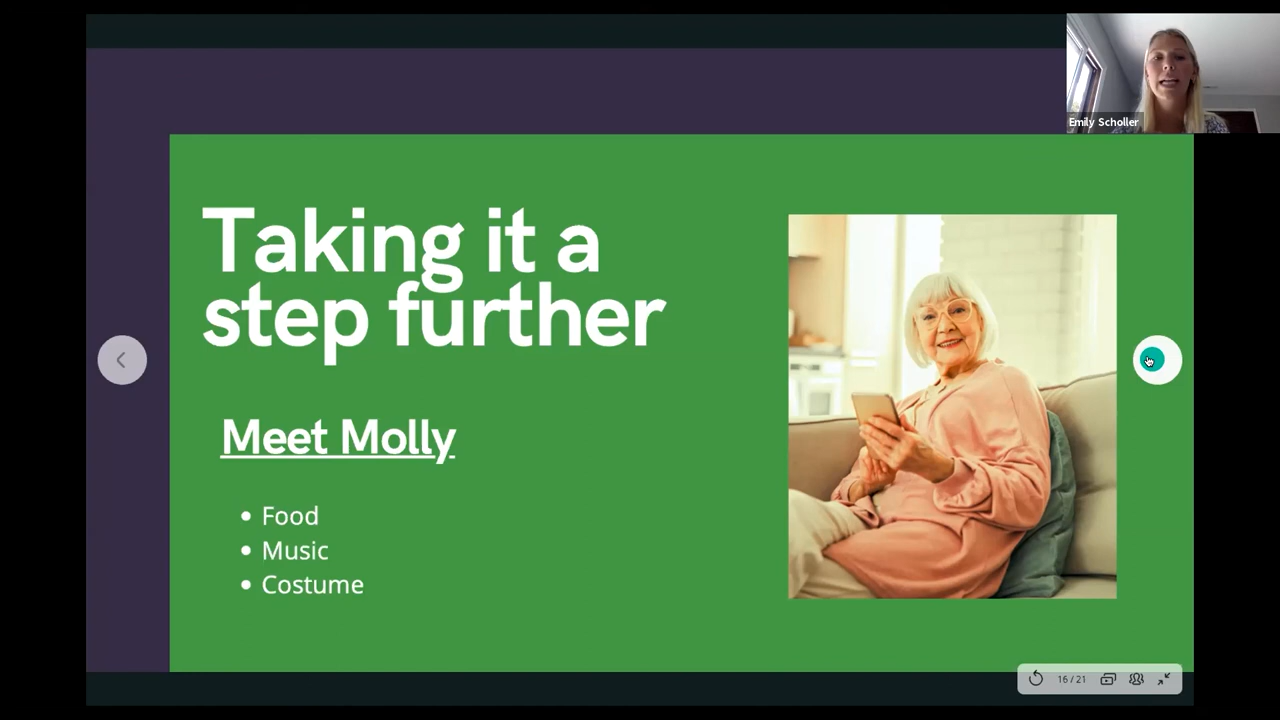 Emily Scholler
Taking it a
step further
Meet Molly
• Food
• Music
• Costume
16 / 21